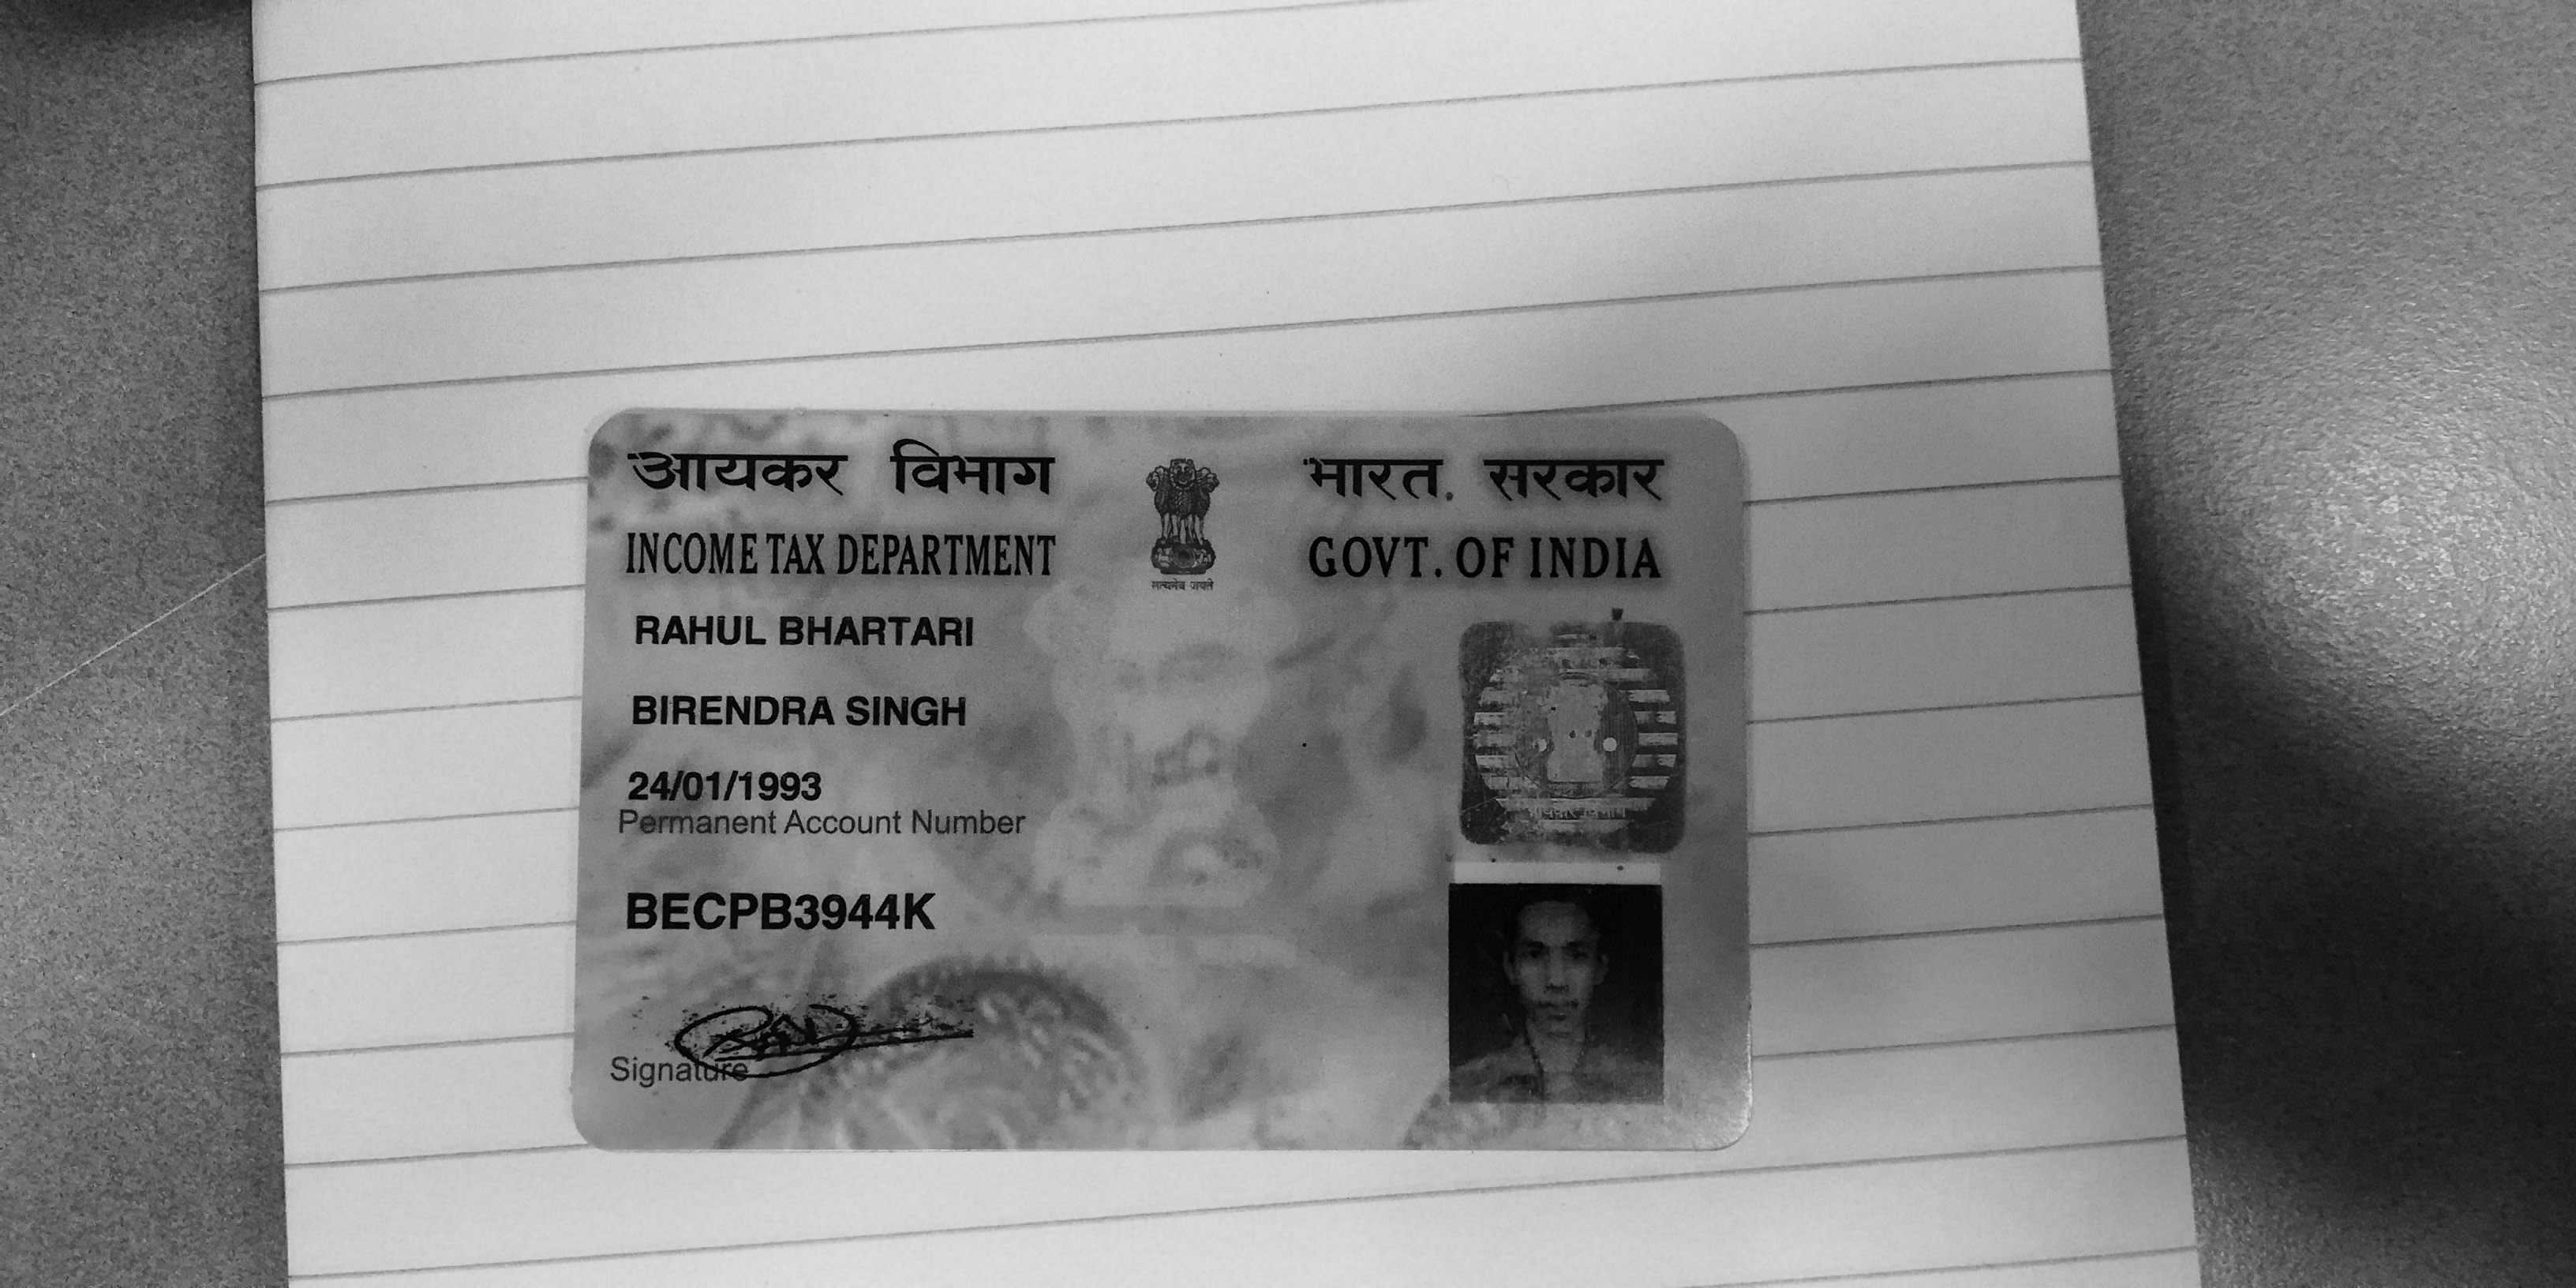 आयकर विभाग
INCOME TAX DEPARTMENT
सत्यमेव जयते
भारत सरकार
GOVT. OF INDIA
RAHUL BHARTARI
BIRENDRA SINGH
24/01/1993
Permanent Account Number
BECPB3944K
Signature